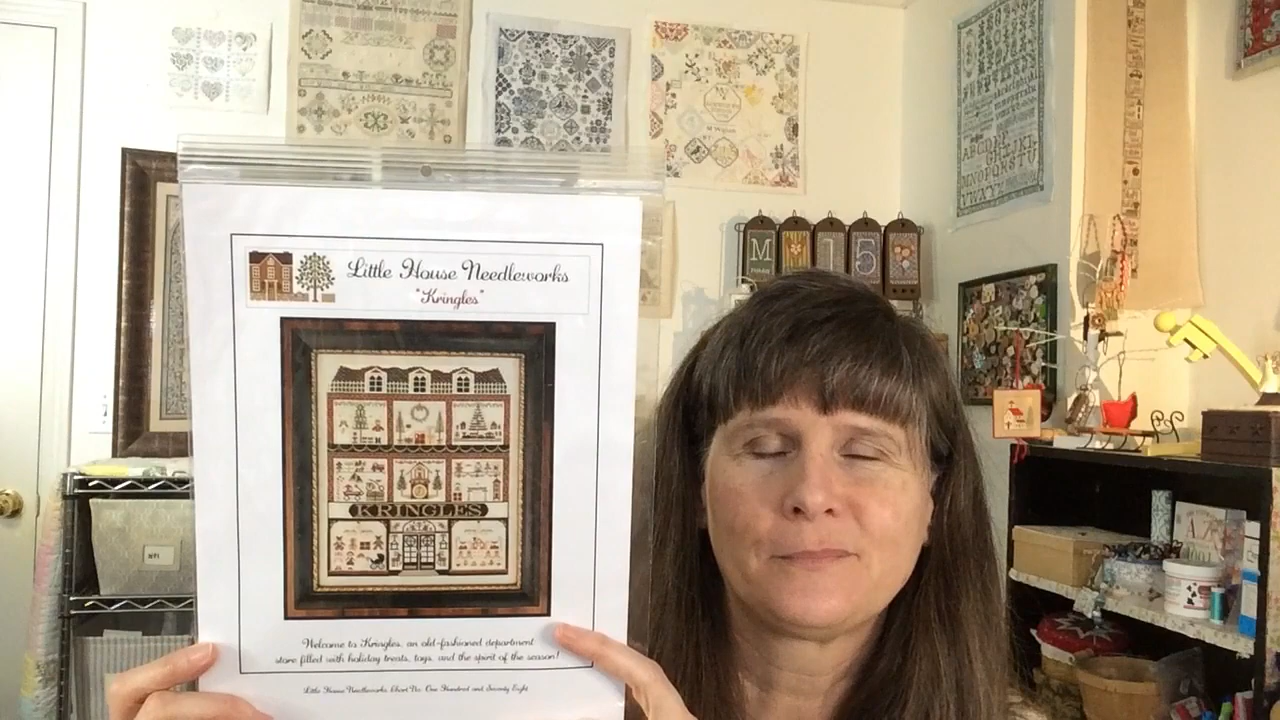 Little House Needleworks
"Kringles"
KRINGLES
Welcome to Kringles, an old-fashioned department
store filled with holiday treats, toys, and the spirit of the season!
Little House Needleworks Chart No. One Hundred and Seventy Eight
M
15